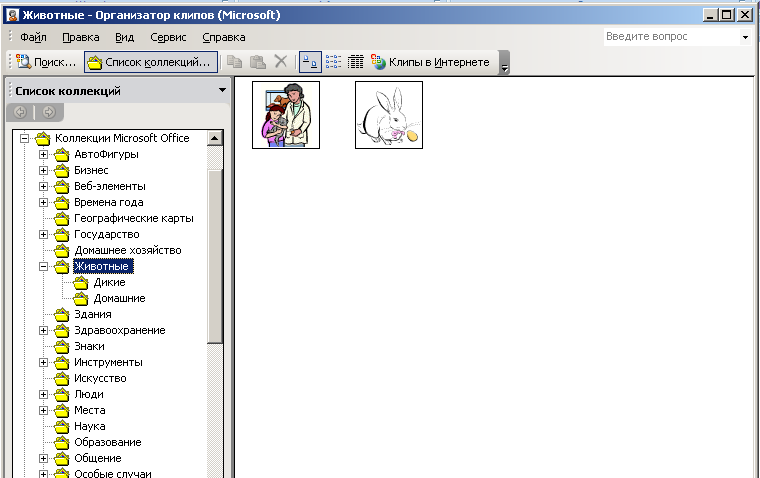 Животные - Организатор клипов (Microsoft)
Файл Правка Вид Сервис Справка Введите вопрос
Поиск... Список коллекций... Клипы в Интернете
Список коллекций
Коллекции Microsoft Office
АвтоФигуры
Бизнес
Веб-элементы
Времена года
Географические карты
Государство
Домашнее хозяйство
Животные
Дикие
Домашние
Здания
Здравоохранение
Знаки
Инструменты
Искусство
Люди
Места
Наука
Образование
Общение
Особые случаи